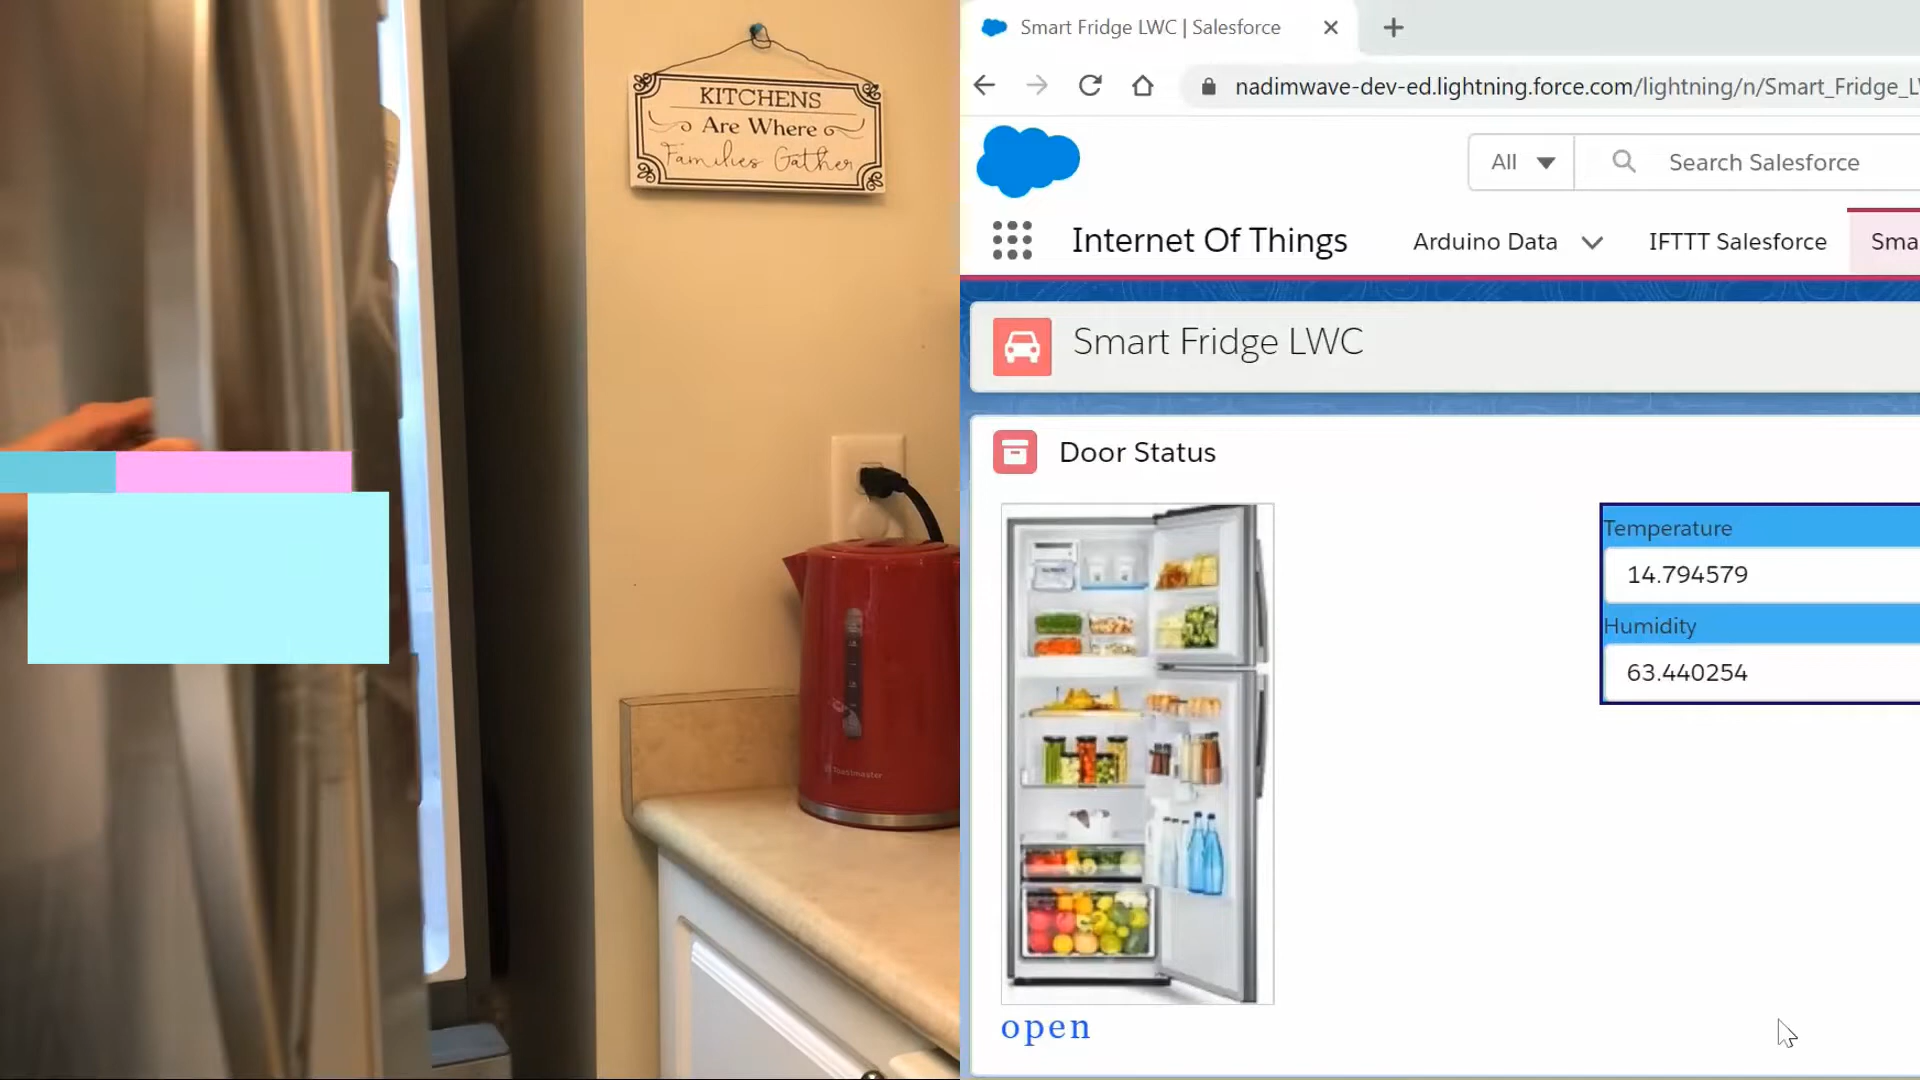 KITCHENS
Are Where
Families Gather
Toastmaster
Smart Fridge LWC | Salesforce
nadimwave-dev-ed.lightning.force.com/lightning/n/Smart_Fridge_LW
All
Search Salesforce
Internet Of Things
Arduino Data
IFTTT Salesforce
Sma
Smart Fridge LWC
Door Status
Temperature
14.794579
Humidity
63.440254
open